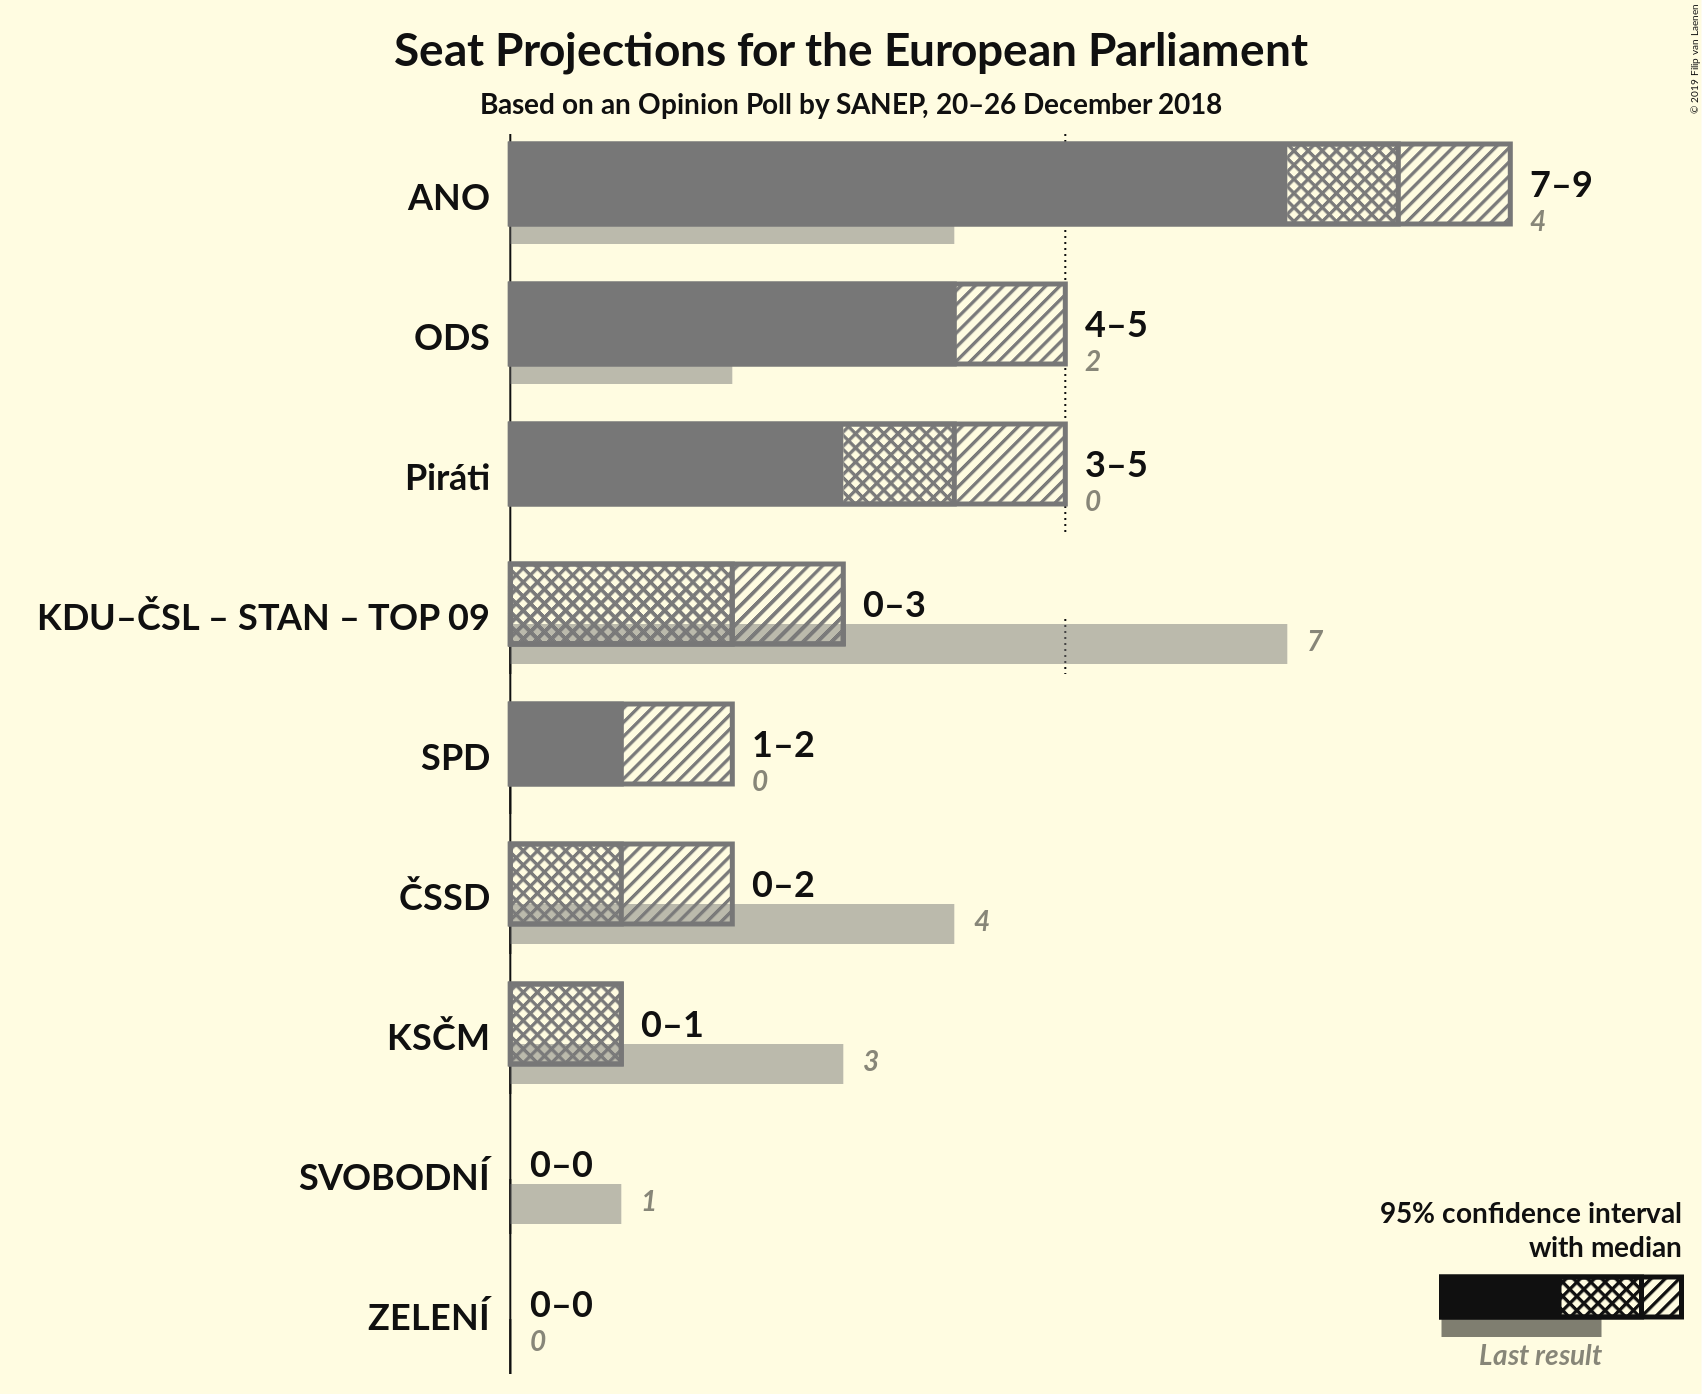 Seat Projections for the European Parliament
Based on an Opinion Poll by SANEP, 20–26 December 2018
© 2019 Filip van Laenen
ANO
7–9
4
ODS
4–5
2
Piráti
3–5
0
KDU–ČSL – STAN – TOP 09
0–3
7
SPD
1–2
0
ČSSD
0–2
4
KSČM
0–1
3
SVOBODNÍ
0–0
1
ZELENÍ
0–0
0
95% confidence interval
with median
Last result